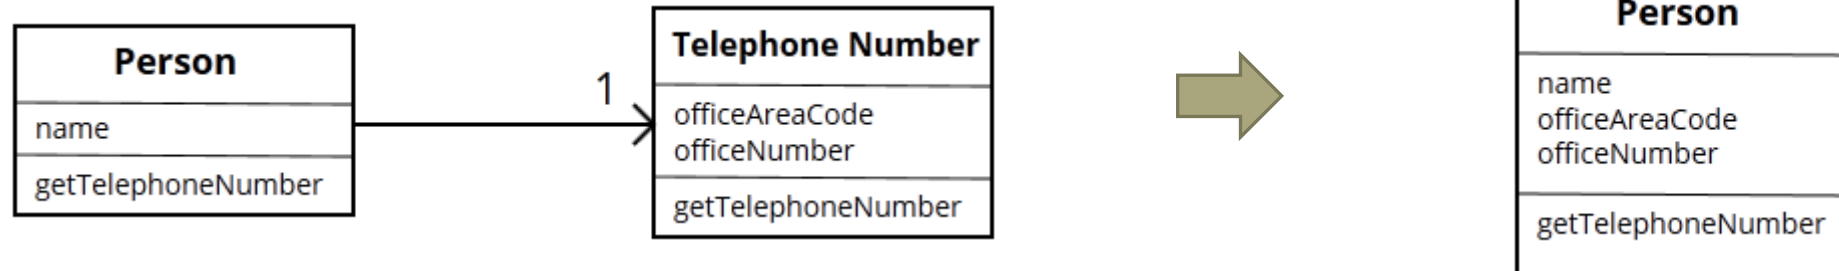 Person
name
getTelephoneNumber
1
Telephone Number
officeAreaCode
officeNumber
getTelephoneNumber
Person
name
officeAreaCode
officeNumber
getTelephoneNumber